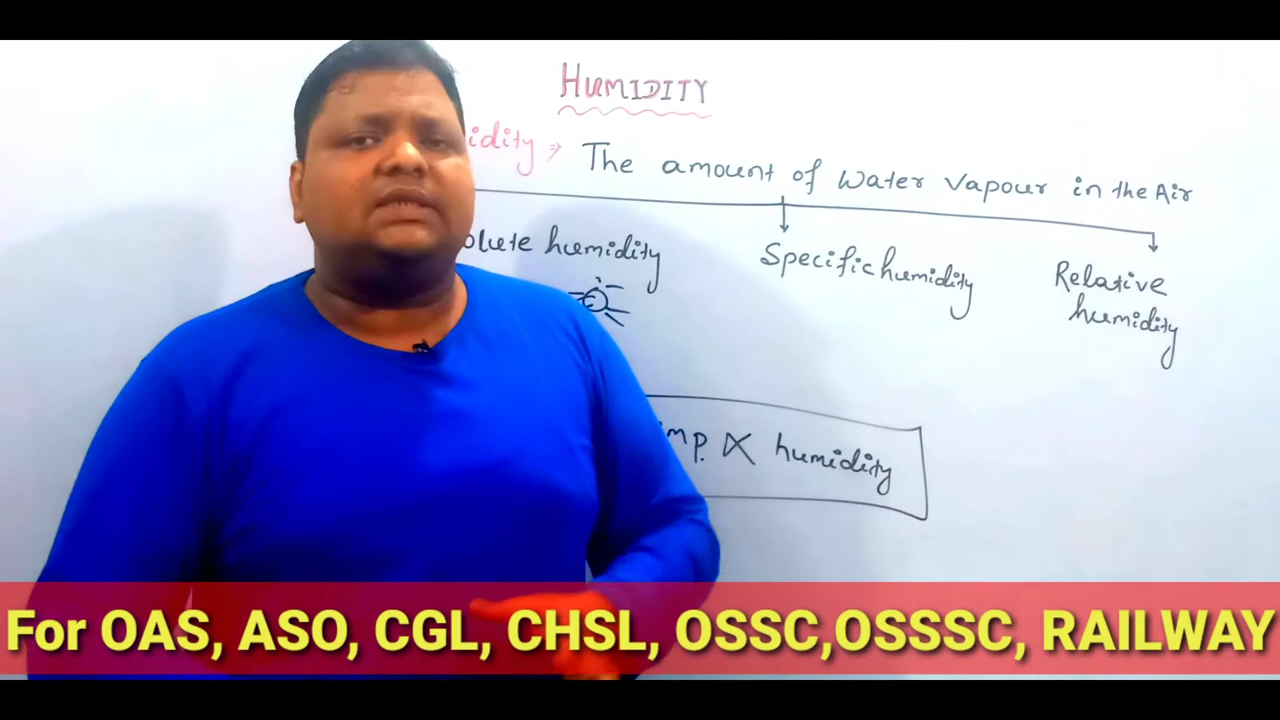 HUMIDITY
idity ⇒ The amount of Water Vapour in the Air
olute humidity
Specific humidity
Relative
humidity
mp. ∝ humidity
For OAS, ASO, CGL, CHSL, OSSC,OSSSC, RAILWAY